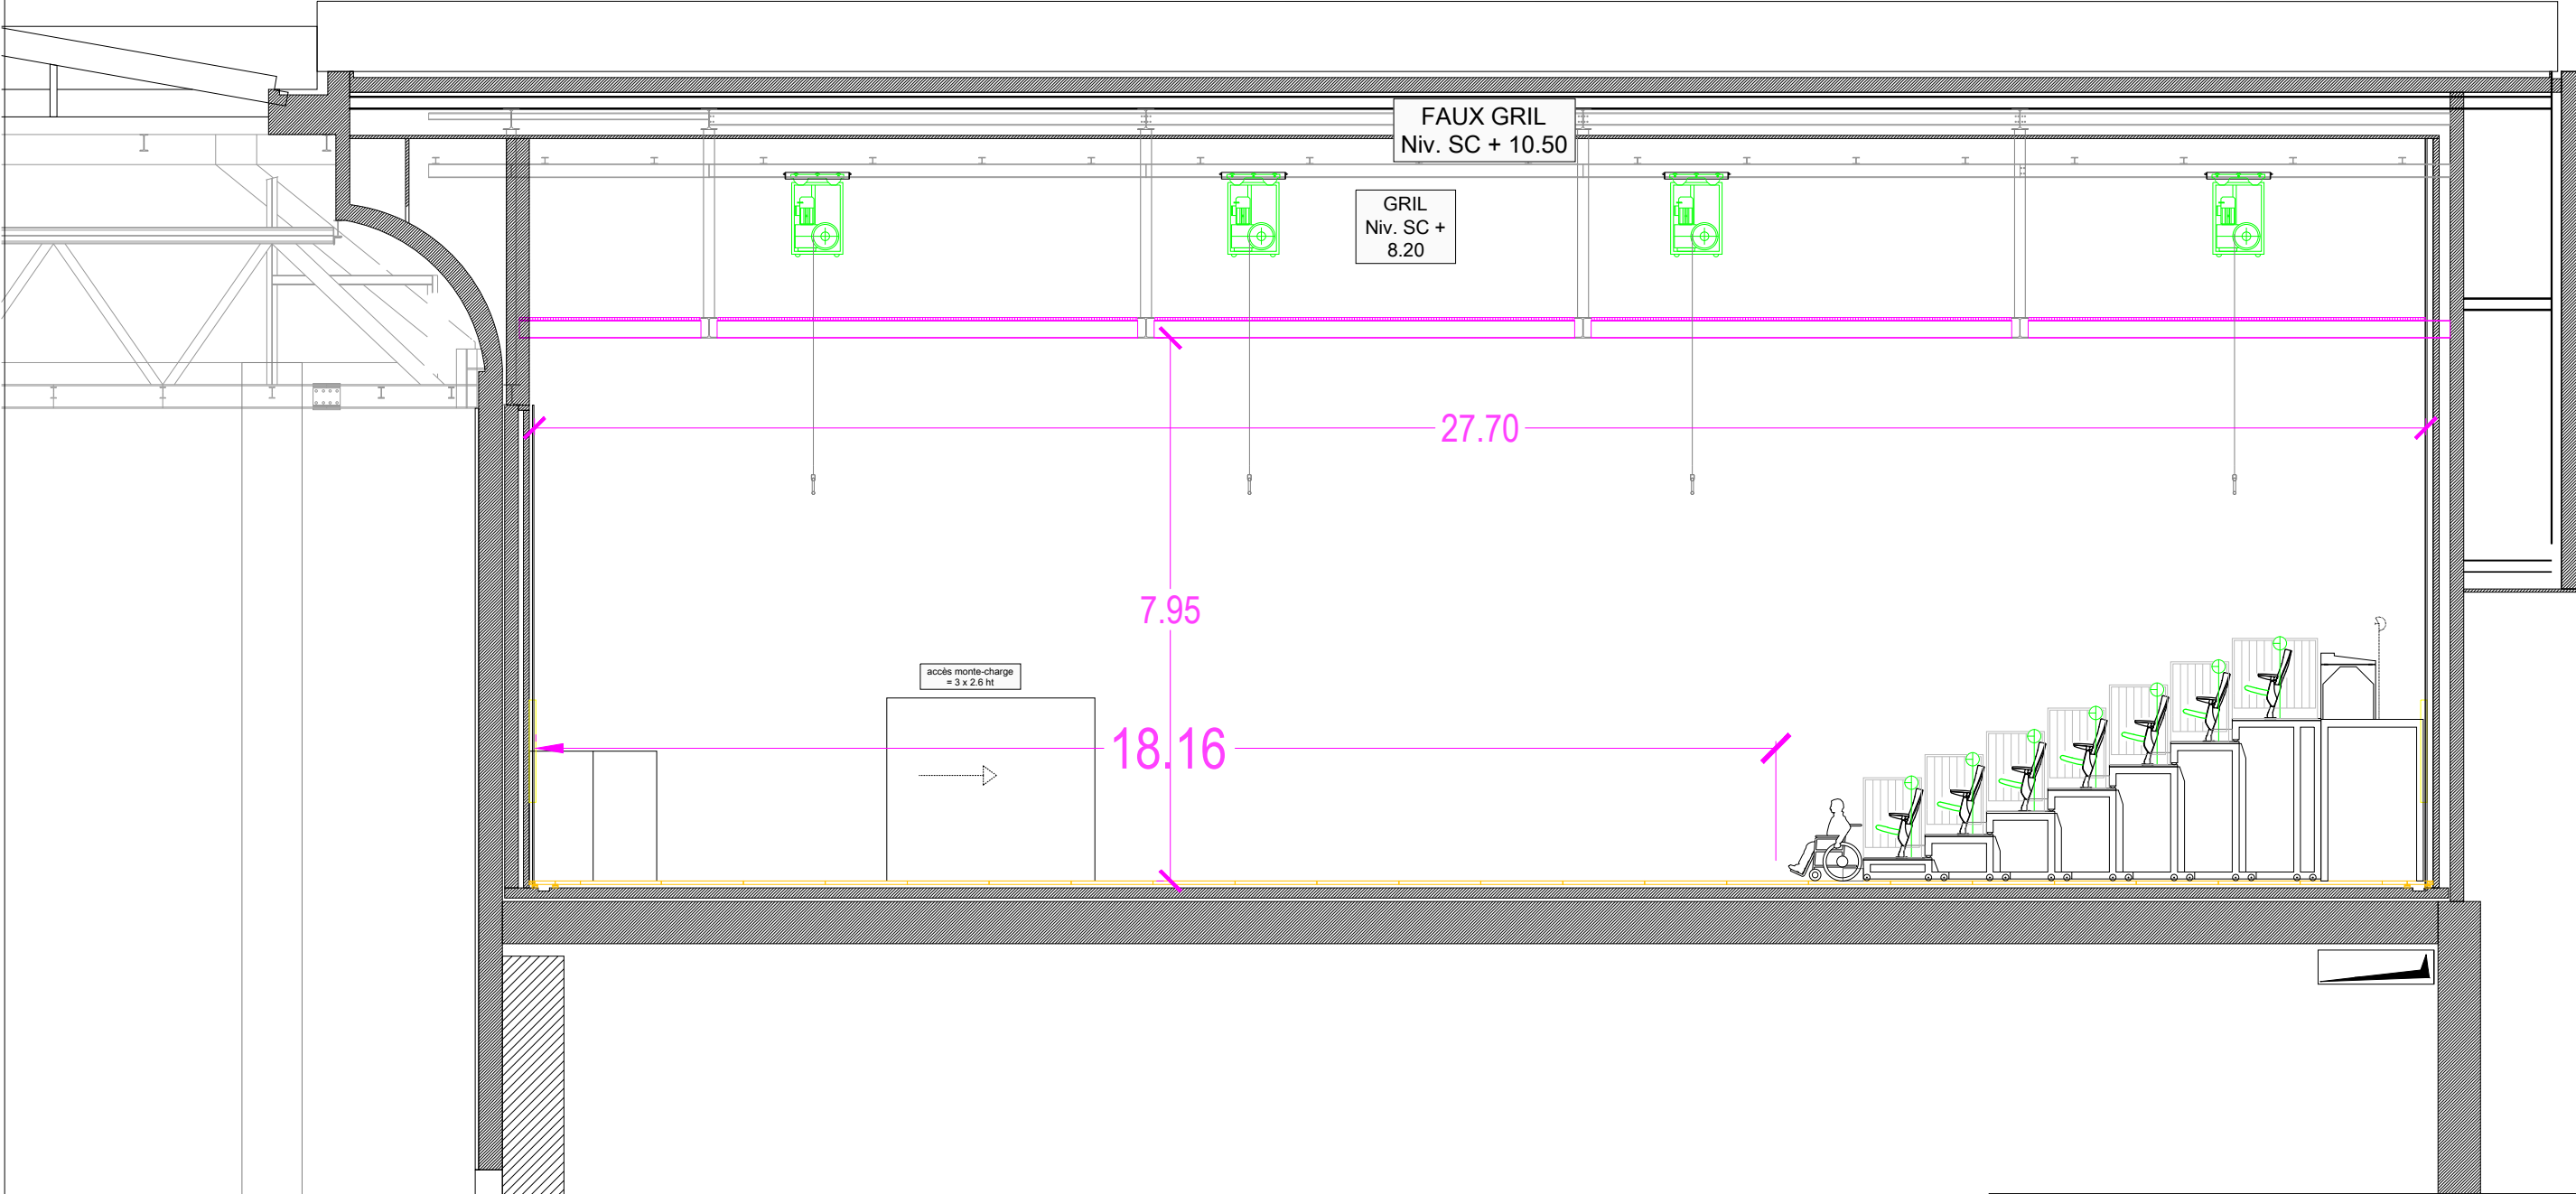 FAUX GRIL
Niv. SC + 10.50
GRIL
Niv. SC +
8.20
27.70
7.95
accès monte-charge
= 3 x 2.6 ht
18.16